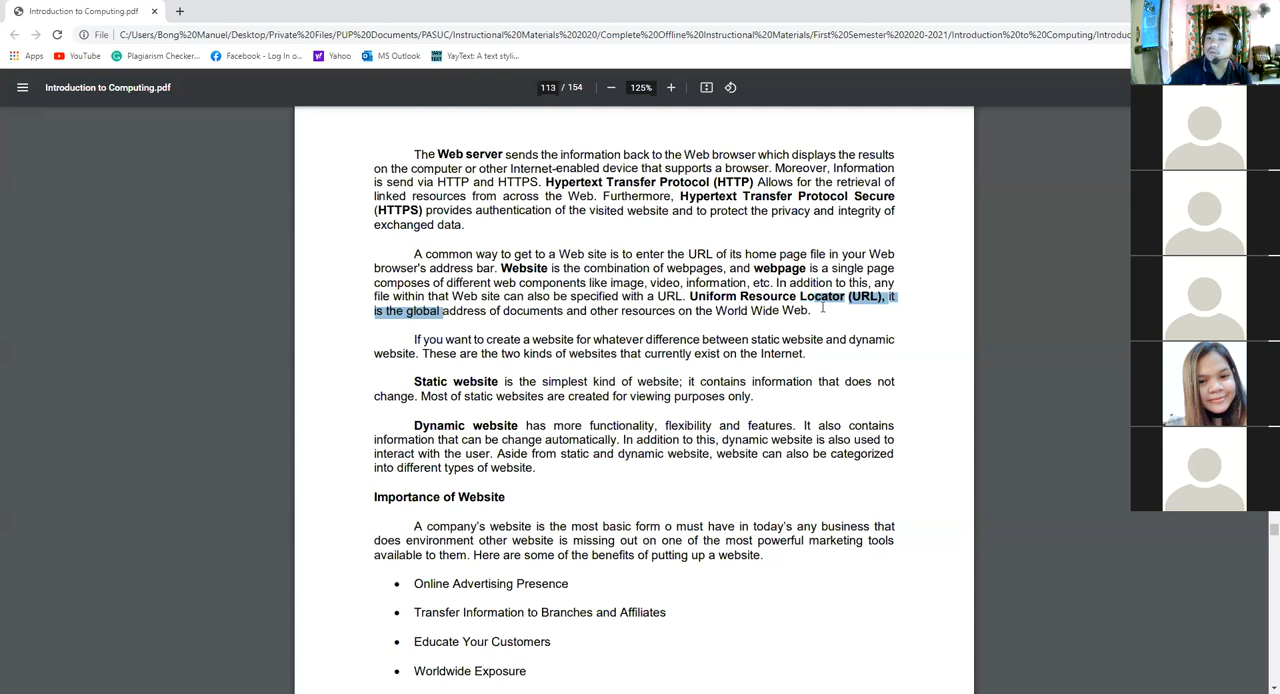 Introduction to Computing.pdf
File
C:/Users/Bong%20Manuel/Desktop/Private%20Files/PUP%20Documents/PASUC/Instructional%20Materials%202020/Complete%20Offline%20Instructional%20Materials/First%20Semester%202020-2021/Introduction%20to%20Computing/Introduc
Apps YouTube Plagiarism Checker... Facebook - Log In o... Yahoo MS Outlook YayText: A text styli...
Introduction to Computing.pdf 113 / 154 125%
The Web server sends the information back to the Web browser which displays the results
on the computer or other Internet-enabled device that supports a browser. Moreover, Information
is send via HTTP and HTTPS. Hypertext Transfer Protocol (HTTP) Allows for the retrieval of
linked resources from across the Web. Furthermore, Hypertext Transfer Protocol Secure
(HTTPS) provides authentication of the visited website and to protect the privacy and integrity of
exchanged data.
A common way to get to a Web site is to enter the URL of its home page file in your Web
browser's address bar. Website is the combination of webpages, and webpage is a single page
composes of different web components like image, video, information, etc. In addition to this, any
file within that Web site can also be specified with a URL. Uniform Resource Locator (URL), it
is the global address of documents and other resources on the World Wide Web.
If you want to create a website for whatever difference between static website and dynamic
website. These are the two kinds of websites that currently exist on the Internet.
Static website is the simplest kind of website; it contains information that does not
change. Most of static websites are created for viewing purposes only.
Dynamic website has more functionality, flexibility and features. It also contains
information that can be change automatically. In addition to this, dynamic website is also used to
interact with the user. Aside from static and dynamic website, website can also be categorized
into different types of website.
Importance of Website
A company's website is the most basic form o must have in today's any business that
does environment other website is missing out on one of the most powerful marketing tools
available to them. Here are some of the benefits of putting up a website.
• Online Advertising Presence
• Transfer Information to Branches and Affiliates
• Educate Your Customers
• Worldwide Exposure